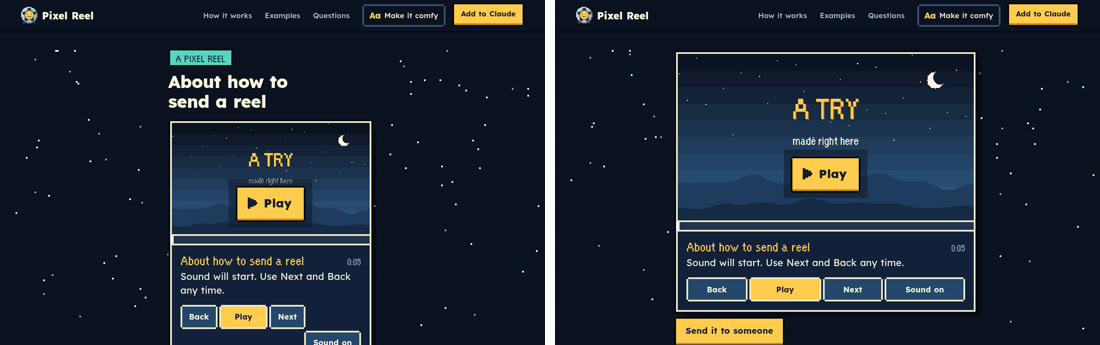 Pixel Reel
How it works Examples Questions Aa Make it comfy Add to Claude
A PIXEL REEL
About how to
send a reel
A TRY
made right here
Play
About how to send a reel 0:05
Sound will start. Use Next and Back
any time.
Back Play Next
Sound on
Pixel Reel
How it works Examples Questions Aa Make it comfy Add to Claude
A TRY
made right here
Play
About how to send a reel 0:05
Sound will start. Use Next and Back any time.
Back Play Next Sound on
Send it to someone